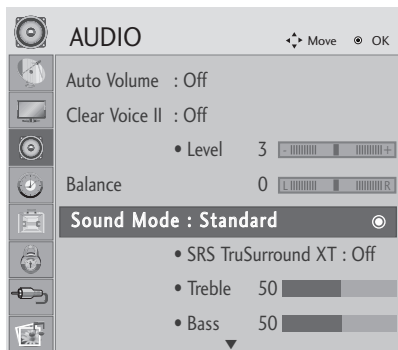 AUDIO Move OK
Auto Volume : Off
Clear Voice II : Off
• Level 3 - +
Balance 0 L R
Sound Mode : Standard
• SRS TruSurround XT : Off
• Treble 50
• Bass 50